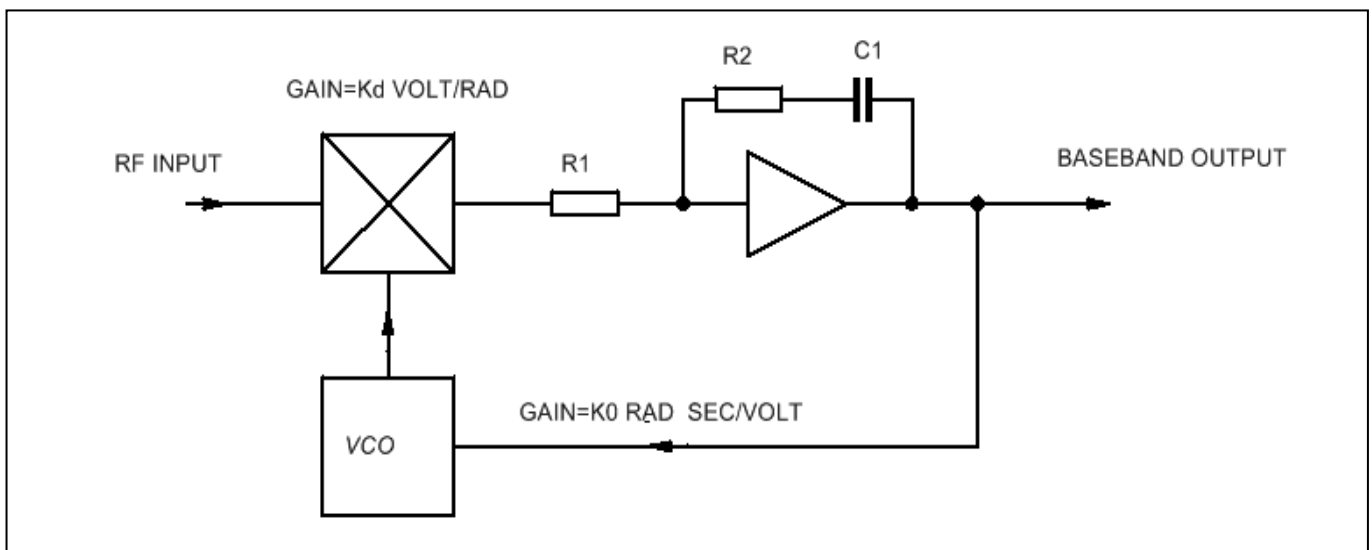 C1
R2
GAIN=Kd VOLT/RAD
RF INPUT
R1
BASEBAND OUTPUT
GAIN=K0 RAD SEC/VOLT
VCO